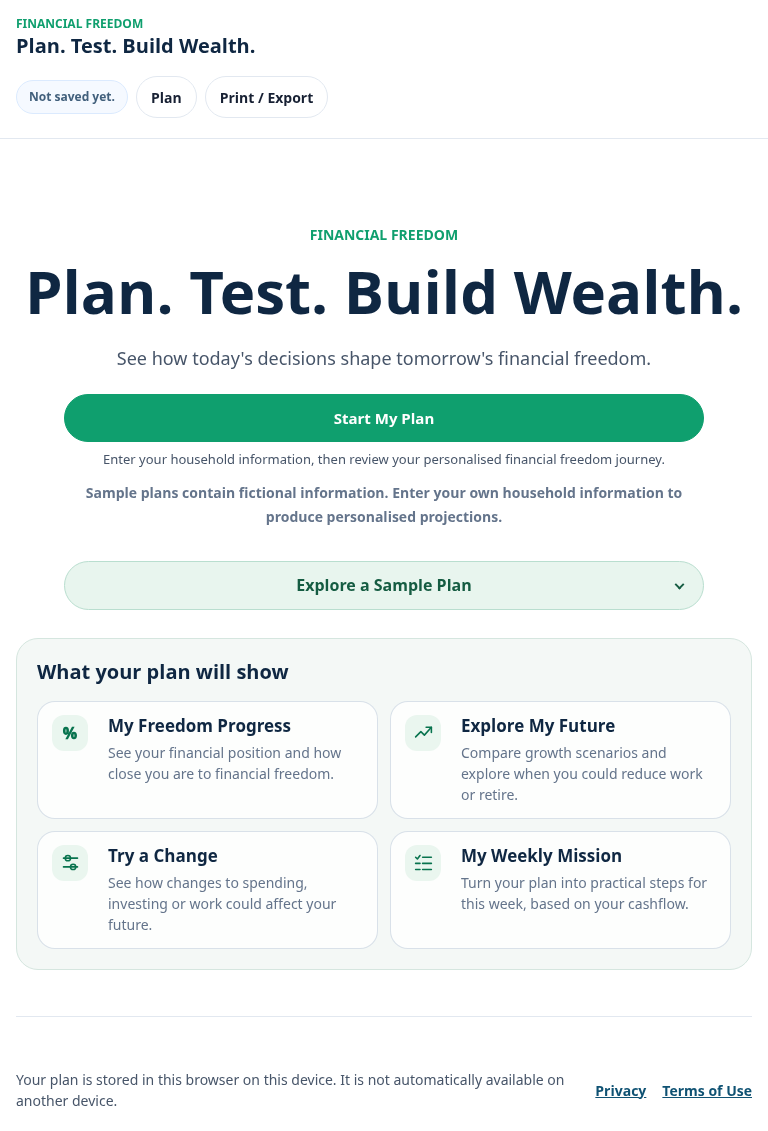 FINANCIAL FREEDOM
Plan. Test. Build Wealth.
Not saved yet.
Plan
Print / Export
FINANCIAL FREEDOM
Plan. Test. Build Wealth.
See how today's decisions shape tomorrow's financial freedom.
Start My Plan
Enter your household information, then review your personalised financial freedom journey.
Sample plans contain fictional information. Enter your own household information to
produce personalised projections.
Explore a Sample Plan
What your plan will show
%
My Freedom Progress
See your financial position and how
close you are to financial freedom.
Explore My Future
Compare growth scenarios and
explore when you could reduce work
or retire.
Try a Change
See how changes to spending,
investing or work could affect your
future.
My Weekly Mission
Turn your plan into practical steps for
this week, based on your cashflow.
Your plan is stored in this browser on this device. It is not automatically available on
another device.
Privacy
Terms of Use